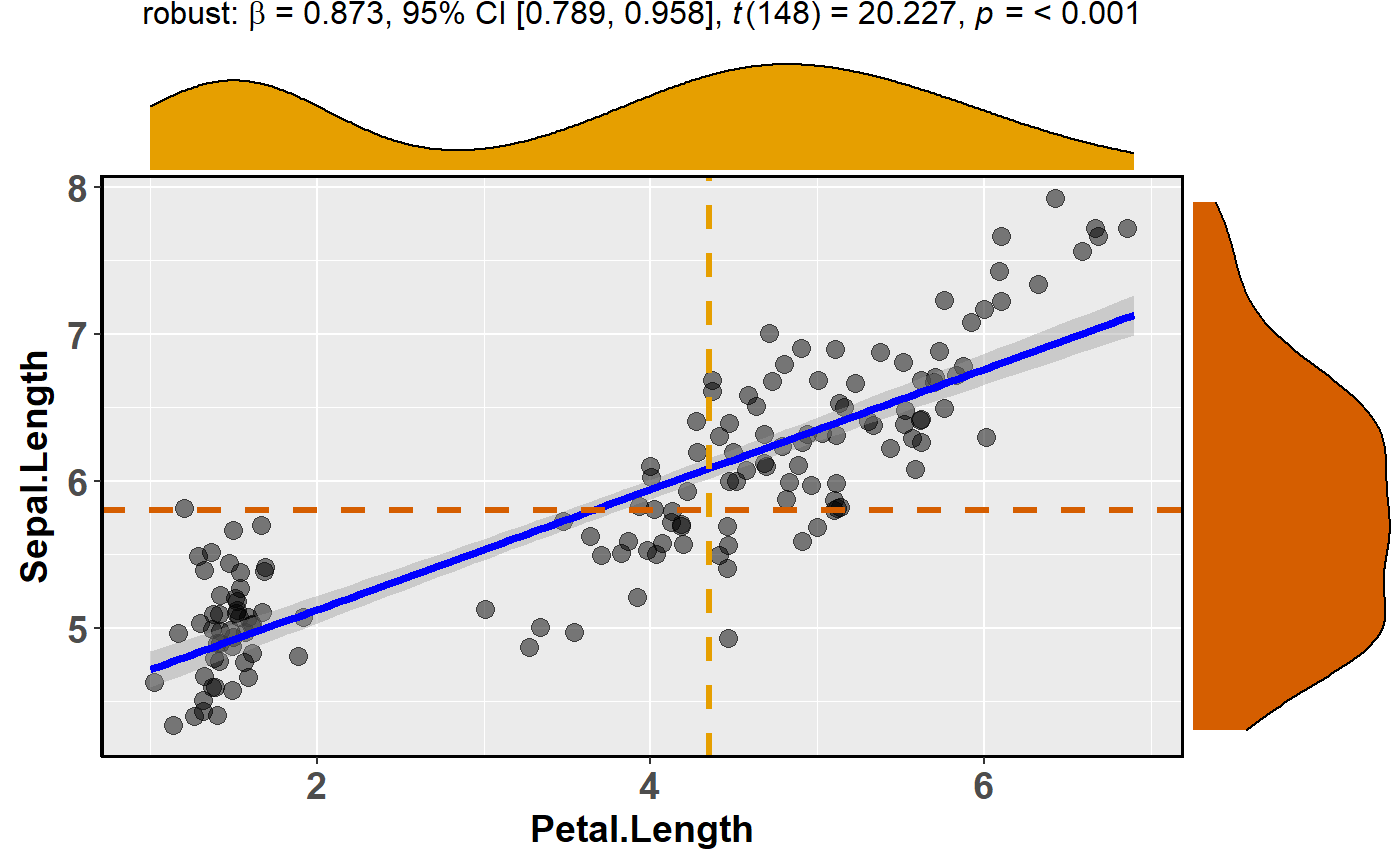 robust: β = 0.873, 95% CI [0.789, 0.958], t(148) = 20.227, p = < 0.001
8
7
6
5
Sepal.Length
2 4 6
Petal.Length